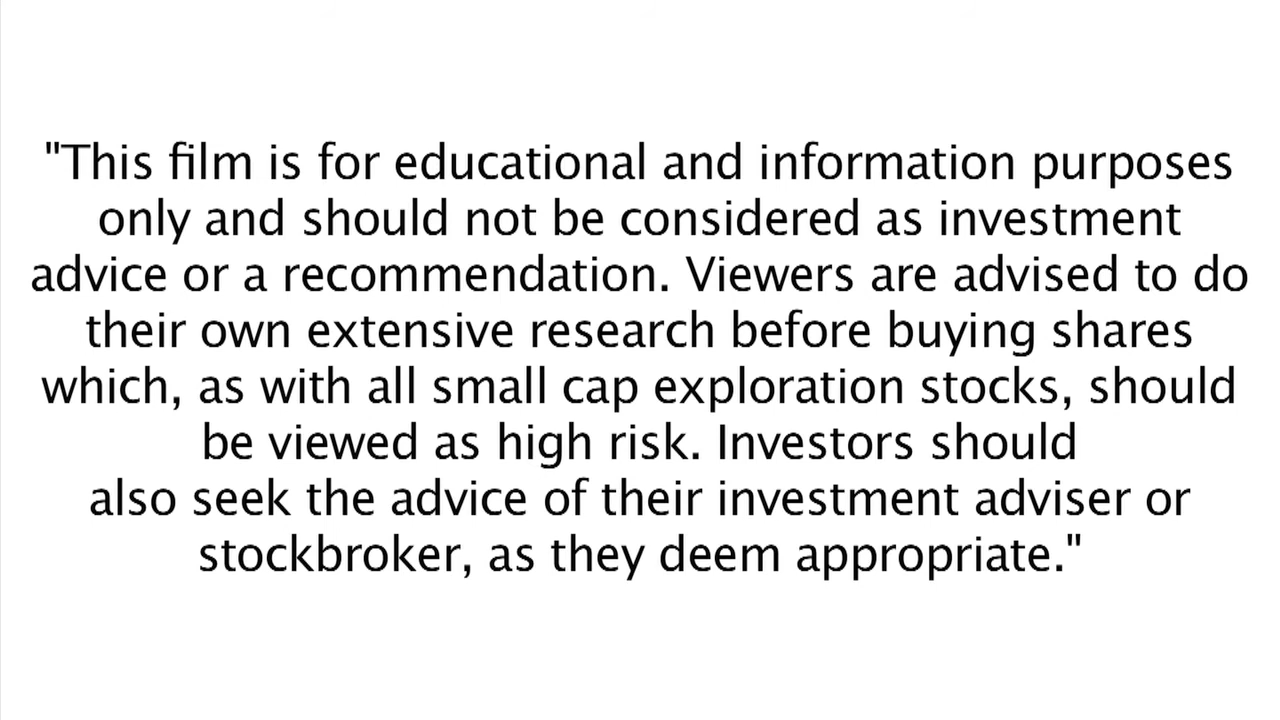 "This film is for educational and information purposes
only and should not be considered as investment
advice or a recommendation. Viewers are advised to do
their own extensive research before buying shares
which, as with all small cap exploration stocks, should
be viewed as high risk. Investors should
also seek the advice of their investment adviser or
stockbroker, as they deem appropriate."